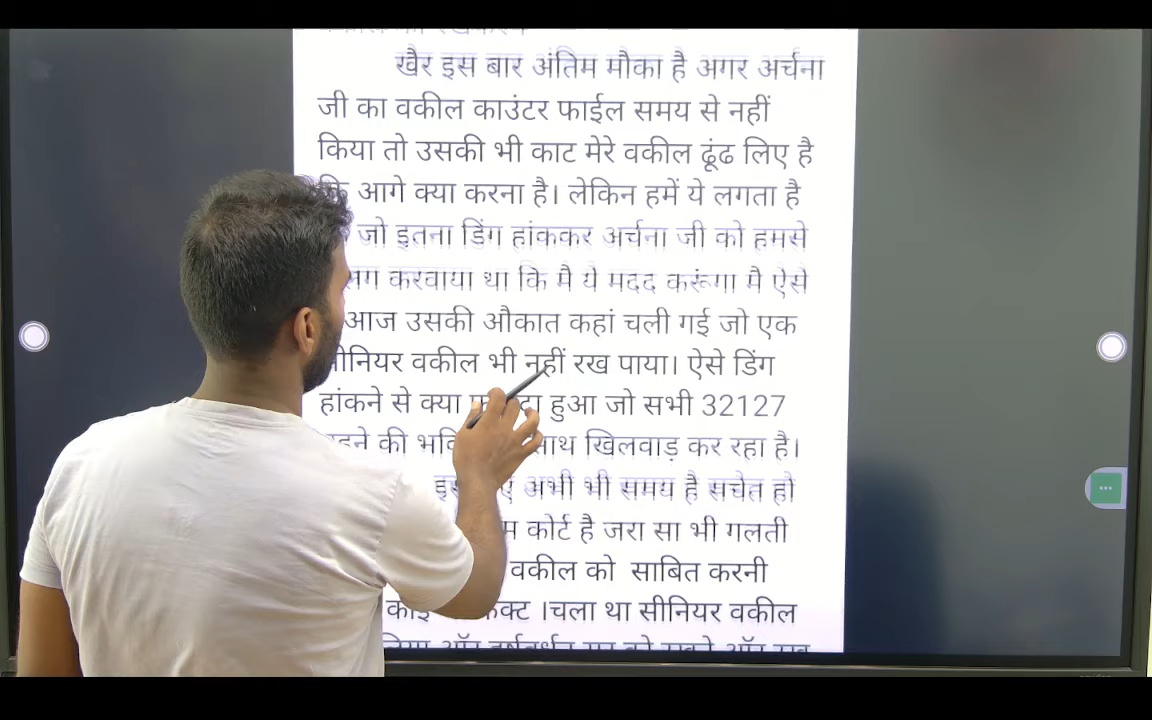 खैर इस बार अंतिम मौका है अगर अर्चना
जी का वकील काउंटर फाईल समय से नहीं
किया तो उसकी भी काट मेरे वकील ढूंढ लिए है
आगे क्या करना है। लेकिन हमें ये लगता है
जो इतना डिंग हांककर अर्चना जी को हमसे
करवाया था कि मै ये मदद करूंगा मै ऐसे
आज उसकी औकात कहां चली गई जो एक
वकील भी नहीं रख पाया। ऐसे डिंग
हांकने से क्या हुआ जो सभी 32127
की खिलवाड़ कर रहा है।
अभी भी समय है सचेत हो
कोर्ट है जरा सा भी गलती
वकील को साबित करनी
।चला था सीनियर वकील